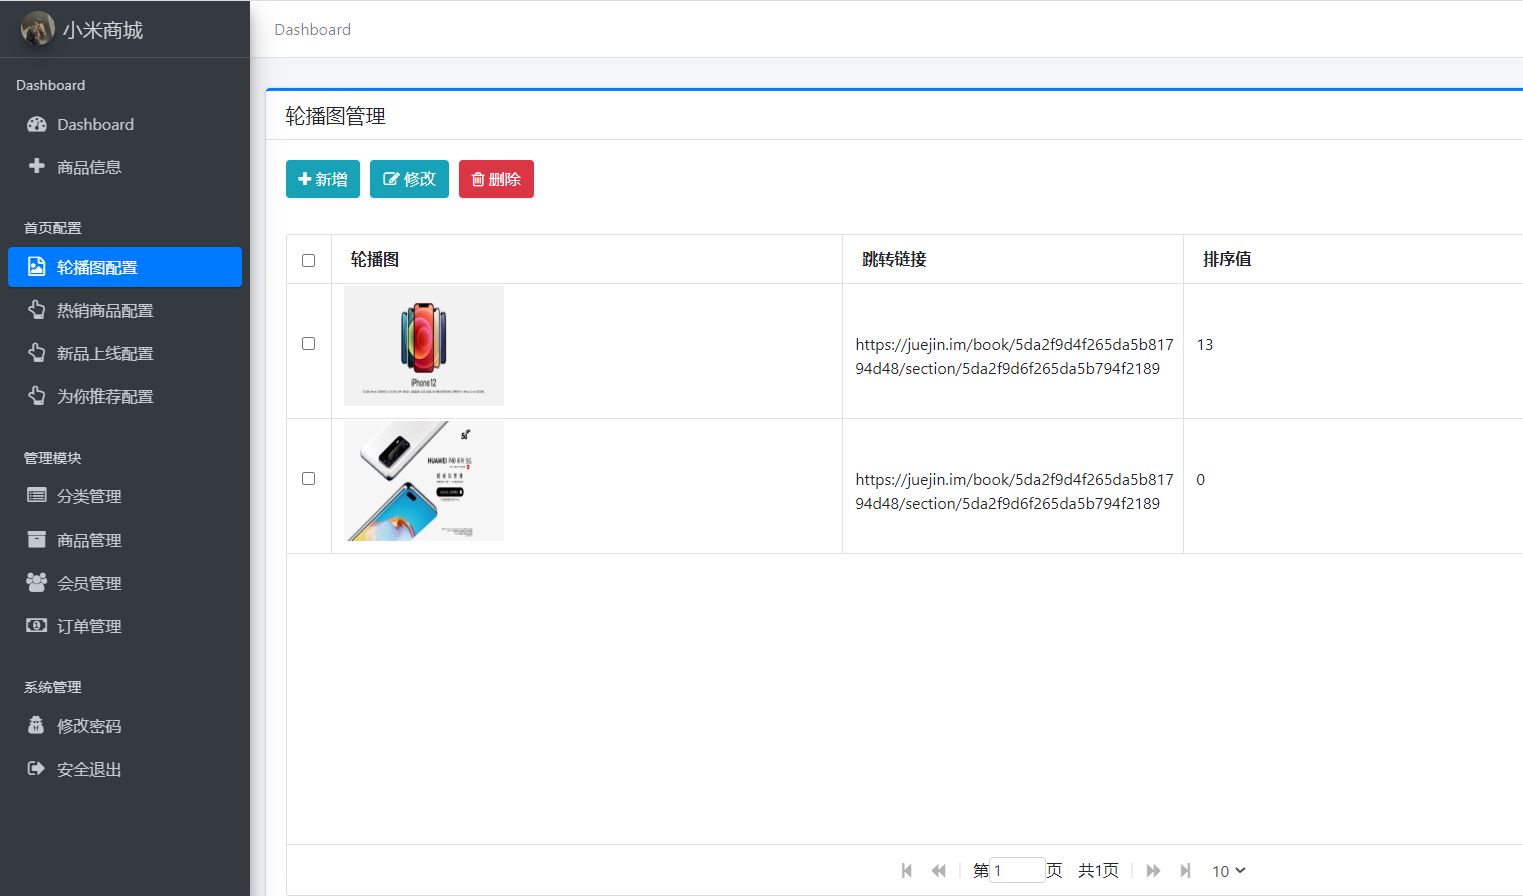 小米商城
Dashboard
Dashboard
Dashboard
商品信息
首页配置
轮播图配置
热销商品配置
新品上线配置
为你推荐配置
管理模块
分类管理
商品管理
会员管理
订单管理
系统管理
修改密码
安全退出
轮播图管理
新增 修改 删除
轮播图 跳转链接 排序值
iPhone12
https://juejin.im/book/5da2f9d4f265da5b817
94d48/section/5da2f9d6f265da5b794f2189
13
5G
HUAWEI P40 系列 5G
https://juejin.im/book/5da2f9d4f265da5b817
94d48/section/5da2f9d6f265da5b794f2189
0
第 1 页 共1页 10